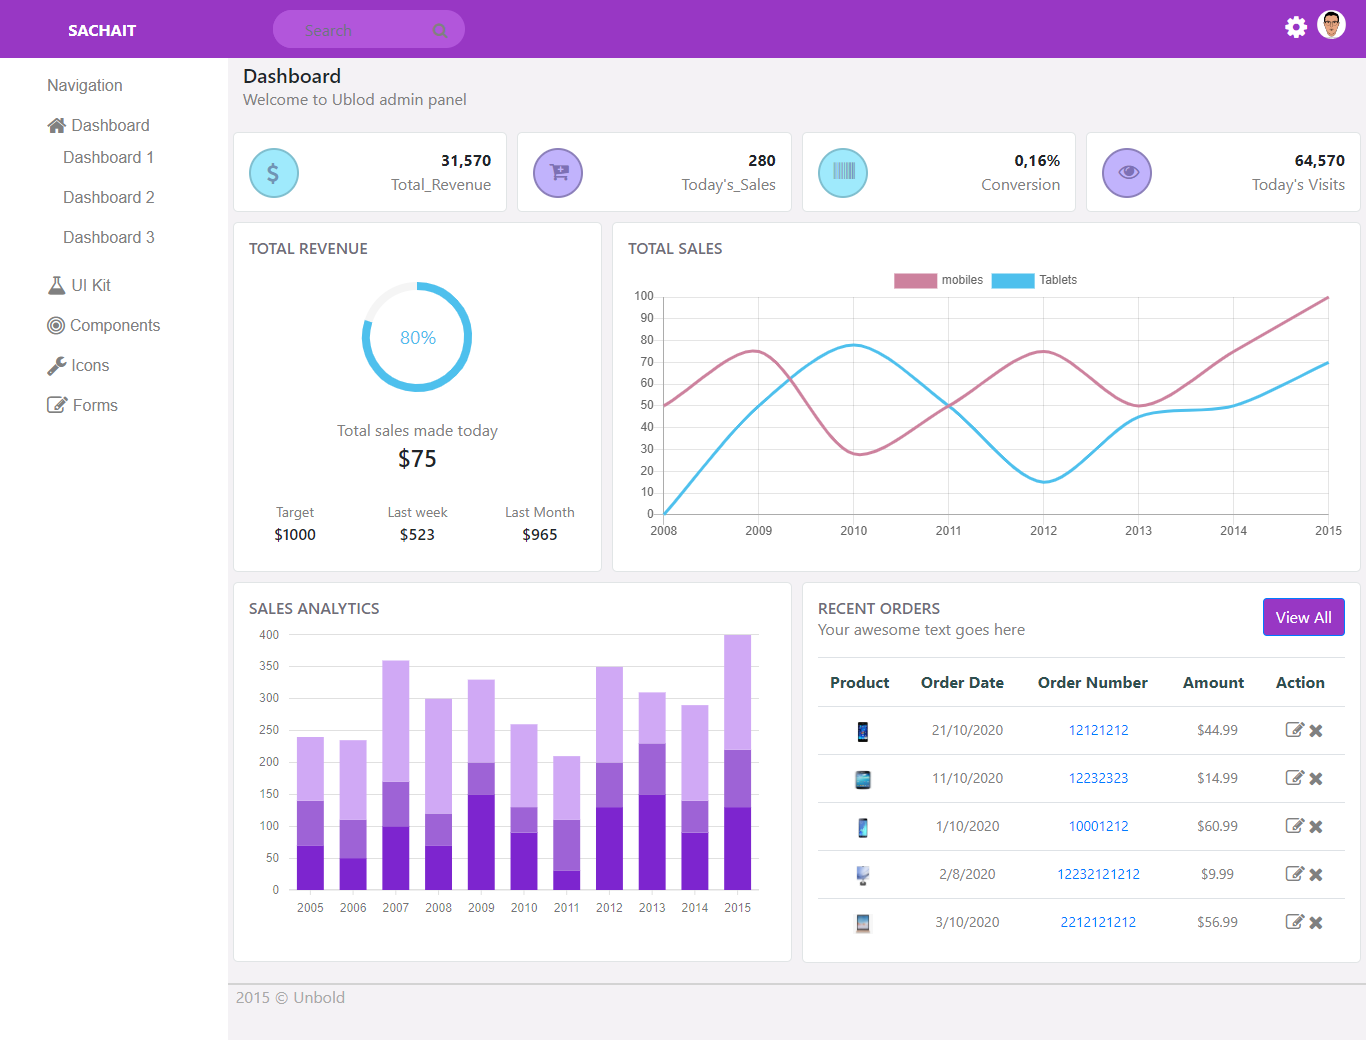 SACHAIT
Search
Navigation
Dashboard
Dashboard 1
Dashboard 2
Dashboard 3
UI Kit
Components
Icons
Forms
Dashboard
Welcome to Ublod admin panel
$
31,570
Total_Revenue
280
Today's_Sales
0,16%
Conversion
64,570
Today's Visits
TOTAL REVENUE
80%
Total sales made today
$75
Target
$1000
Last week
$523
Last Month
$965
TOTAL SALES
mobiles Tablets
100
90
80
70
60
50
40
30
20
10
0
2008 2009 2010 2011 2012 2013 2014 2015
SALES ANALYTICS
400
350
300
250
200
150
100
50
0
2005 2006 2007 2008 2009 2010 2011 2012 2013 2014 2015
RECENT ORDERS
Your awesome text goes here
View All
Product Order Date Order Number Amount Action
21/10/2020 12121212 $44.99
11/10/2020 12232323 $14.99
1/10/2020 10001212 $60.99
2/8/2020 12232121212 $9.99
3/10/2020 2212121212 $56.99
2015 © Unbold